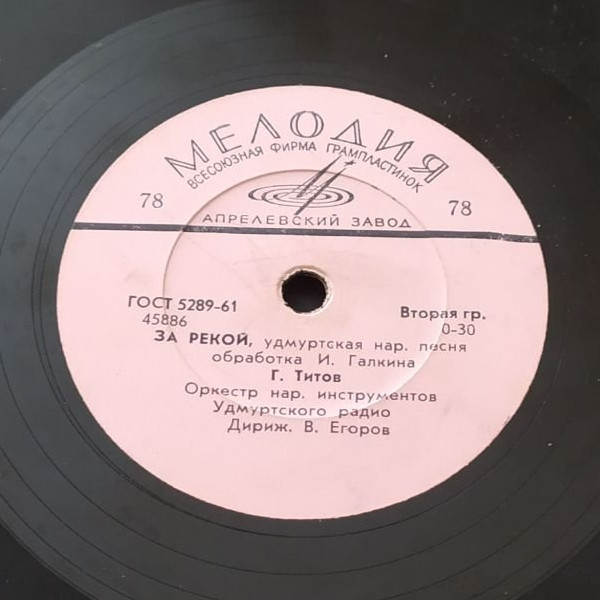 МЕЛОДИЯ
ВСЕСОЮЗНАЯ ФИРМА ГРАМПЛАСТИНОК
78 78
АПРЕЛЕВСКИЙ ЗАВОД
ГОСТ 5289-61 Вторая гр.
45886 0-30
ЗА РЕКОЙ, удмуртская нар. песня
обработка И. Галкина
Г. Титов
Оркестр нар. инструментов
Удмуртского радио
Дириж. В. Егоров